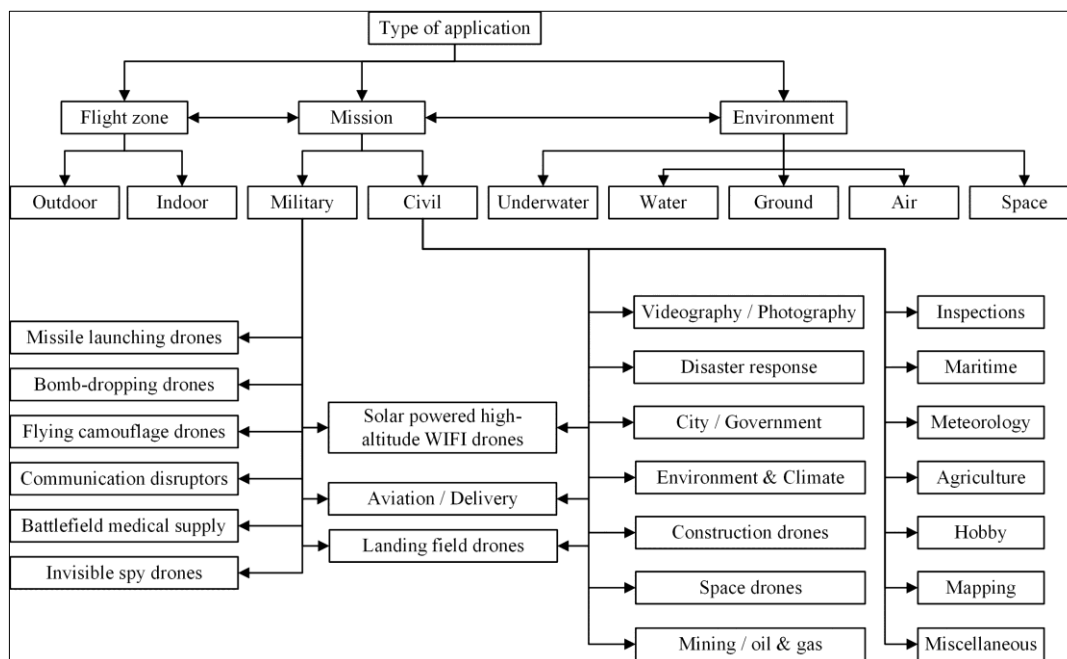 Type of application
Flight zone
Mission
Environment
Outdoor
Indoor
Military
Civil
Underwater
Water
Ground
Air
Space
Missile launching drones
Bomb-dropping drones
Flying camouflage drones
Communication disruptors
Battlefield medical supply
Invisible spy drones
Solar powered high-
altitude WIFI drones
Aviation / Delivery
Landing field drones
Videography / Photography
Disaster response
City / Government
Environment & Climate
Construction drones
Space drones
Mining / oil & gas
Inspections
Maritime
Meteorology
Agriculture
Hobby
Mapping
Miscellaneous